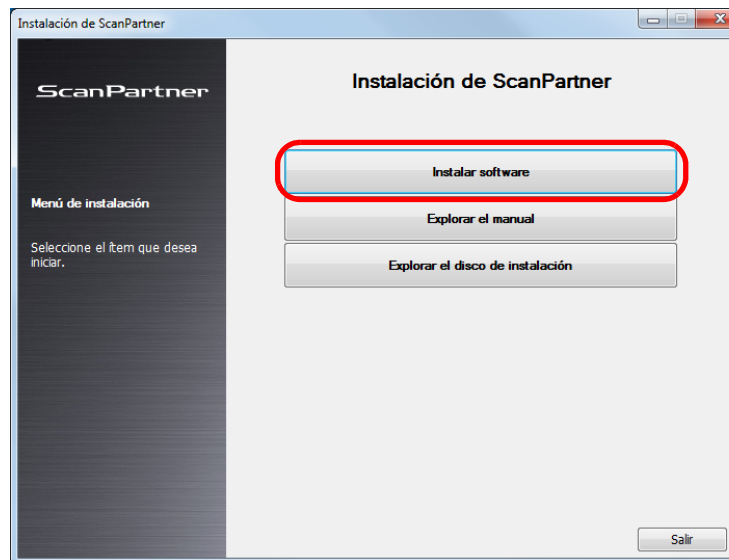 Instalación de ScanPartner
ScanPartner
Instalación de ScanPartner
Instalar software
Menú de instalación
Explorar el manual
Seleccione el ítem que desea
iniciar.
Explorar el disco de instalación
Salir